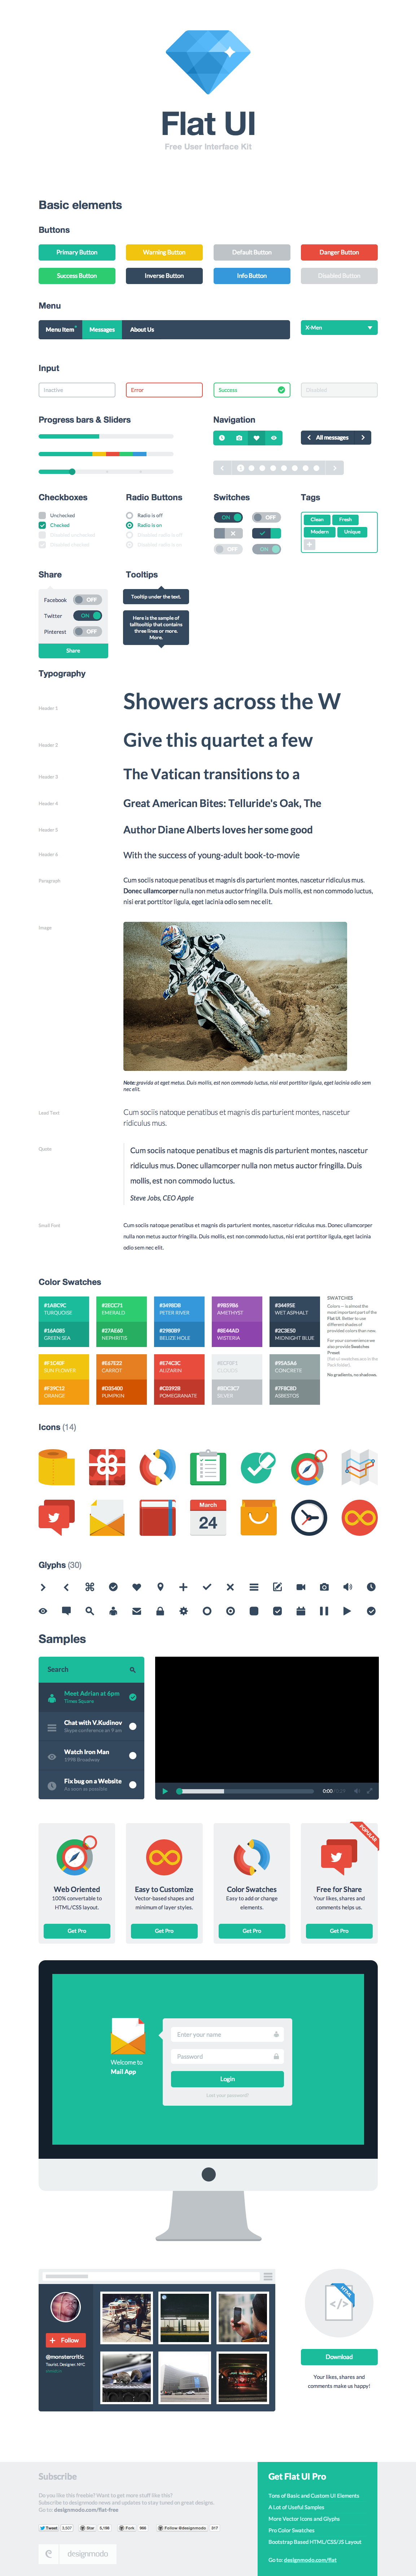 Flat UI
Free User Interface Kit
Basic elements
Buttons
Primary Button
Warning Button
Default Button
Danger Button
Success Button
Inverse Button
Info Button
Disabled Button
Menu
Menu Item
Messages
About Us
X-Men
Input
Inactive
Error
Success
Disabled
Progress bars & Sliders
Navigation
All messages
Checkboxes
Radio Buttons
Switches
Tags
Unchecked
Checked
Disabled unchecked
Disabled checked
Radio is off
Radio is on
Disabled radio is off
Disabled radio is on
ON
OFF
OFF
ON
Clean
Fresh
Modern
Unique
Share
Tooltips
Facebook
OFF
Twitter
ON
Pinterest
OFF
Share
Tooltip under the text.
Here is the sample of
talltooltip that contains
three lines or more.
More.
Typography
Header 1
Showers across the W
Header 2
Give this quartet a few
Header 3
The Vatican transitions to a
Header 4
Great American Bites: Telluride's Oak, The
Header 5
Author Diane Alberts loves her some good
Header 6
With the success of young-adult book-to-movie
Paragraph
Cum sociis natoque penatibus et magnis dis parturient montes, nascetur ridiculus mus.
Donec ullamcorper nulla non metus auctor fringilla. Duis mollis, est non commodo luctus,
nisi erat porttitor ligula, eget lacinia odio sem nec elit.
Image
Note: gravida at eget metus. Duis mollis, est non commodo luctus, nisi erat porttitor ligula, eget lacinia odio sem
nec elit.
Lead Text
Cum sociis natoque penatibus et magnis dis parturient montes, nascetur
ridiculus mus.
Quote
Cum sociis natoque penatibus et magnis dis parturient montes, nascetur
ridiculus mus. Donec ullamcorper nulla non metus auctor fringilla. Duis
mollis, est non commodo luctus.
Steve Jobs, CEO Apple
Small Font
Cum sociis natoque penatibus et magnis dis parturient montes, nascetur ridiculus mus. Donec ullamcorper
nulla non metus auctor fringilla. Duis mollis, est non commodo luctus, nisi erat porttitor ligula, eget lacinia
odio sem nec elit.
Color Swatches
#1ABC9C
TURQUOISE
#2ECC71
EMERALD
#3498DB
PETER RIVER
#9B59B6
AMETHYST
#34495E
WET ASPHALT
#16A085
GREEN SEA
#27AE60
NEPHRITIS
#2980B9
BELIZE HOLE
#8E44AD
WISTERIA
#2C3E50
MIDNIGHT BLUE
#F1C40F
SUN FLOWER
#E67E22
CARROT
#E74C3C
ALIZARIN
#ECF0F1
CLOUDS
#95A5A6
CONCRETE
#F39C12
ORANGE
#D35400
PUMPKIN
#C0392B
POMEGRANATE
#BDC3C7
SILVER
#7F8C8D
ASBESTOS
SWATCHES
Colors – is almost the
most important part of the
Flat UI. Better to use
different shades of
provided colors than new.
For your convenience we
also provide Swatches
Preset
No gradients, no shadows.
Icons (14)
March
24
Glyphs (30)
Samples
Search
Meet Adrian at 6pm
Times Square
Chat with V.Kudinov
Skype conference at 9 am
Watch Iron Man
1998 Broadway
Fix bug on a Website
As soon as possible
0:00
Web Oriented
100% convertable to
HTML/CSS layout.
Get Pro
Easy to Customize
Vector-based shapes and
minimum of layer styles.
Get Pro
Color Swatches
Easy to add or change
elements.
Get Pro
POPULAR
Free for Share
Your likes, shares and
comments helps us.
Get Pro
Welcome to
Mail App
Enter your name
Password
Login
Lost your password?
Follow
@monstercritic
Tourist. Designer. NYC
HTML
</>
Download
Your likes, shares and
comments make us happy!
Subscribe
Do you like this freebie? Want to get more stuff like this?
Subscribe to designmodo news and updates to stay tuned on great designs.
Go to: designmodo.com/flat-free
Tweet
Star
Fork
Follow @designmodo
designmodo
Get Flat UI Pro
Tons of Basic and Custom UI Elements
A Lot of Useful Samples
More Vector Icons and Glyphs
Pro Color Swatches
Bootstrap Based HTML/CSS/JS Layout
Go to: designmodo.com/flat